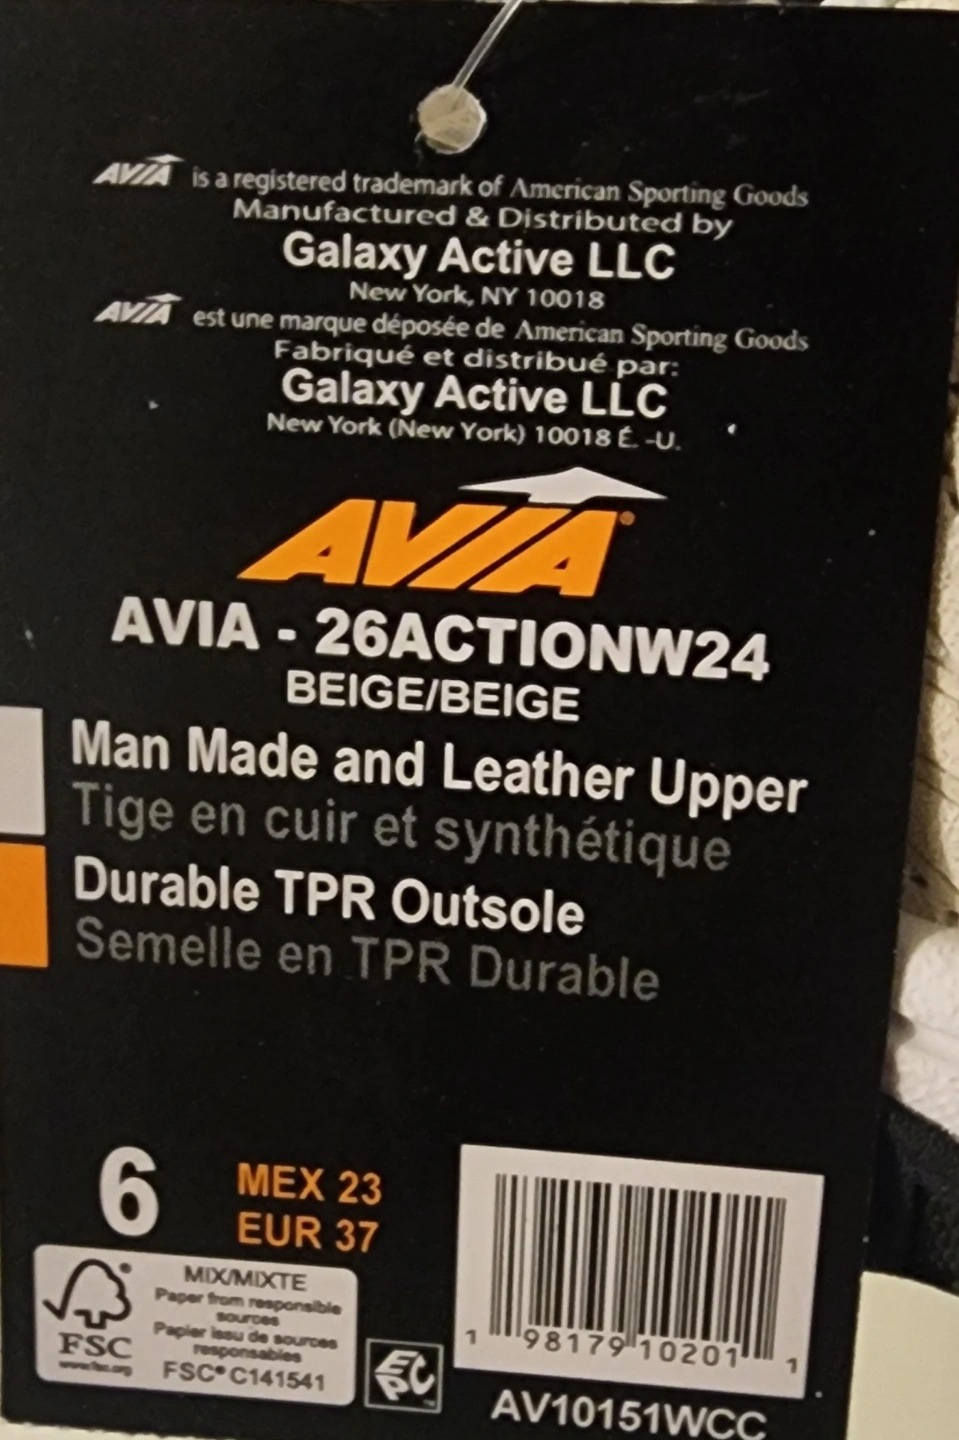 AVIA is a registered trademark of American Sporting Goods
Manufactured & Distributed by
Galaxy Active LLC
New York, NY 10018
AVIA est une marque déposée de American Sporting Goods
Fabriqué et distribué par:
Galaxy Active LLC
New York (New York) 10018 É. -U.
AVIA®
AVIA - 26ACTIONW24
BEIGE/BEIGE
Man Made and Leather Upper
Tige en cuir et synthétique
Durable TPR Outsole
Semelle en TPR Durable
6
MEX 23
EUR 37
FSC
www.fsc.org
MIX/MIXTE
Paper from responsible
sources
Papier issu de sources
responsables
FSC® C141541
1 98179 10201 1
AV10151WCC